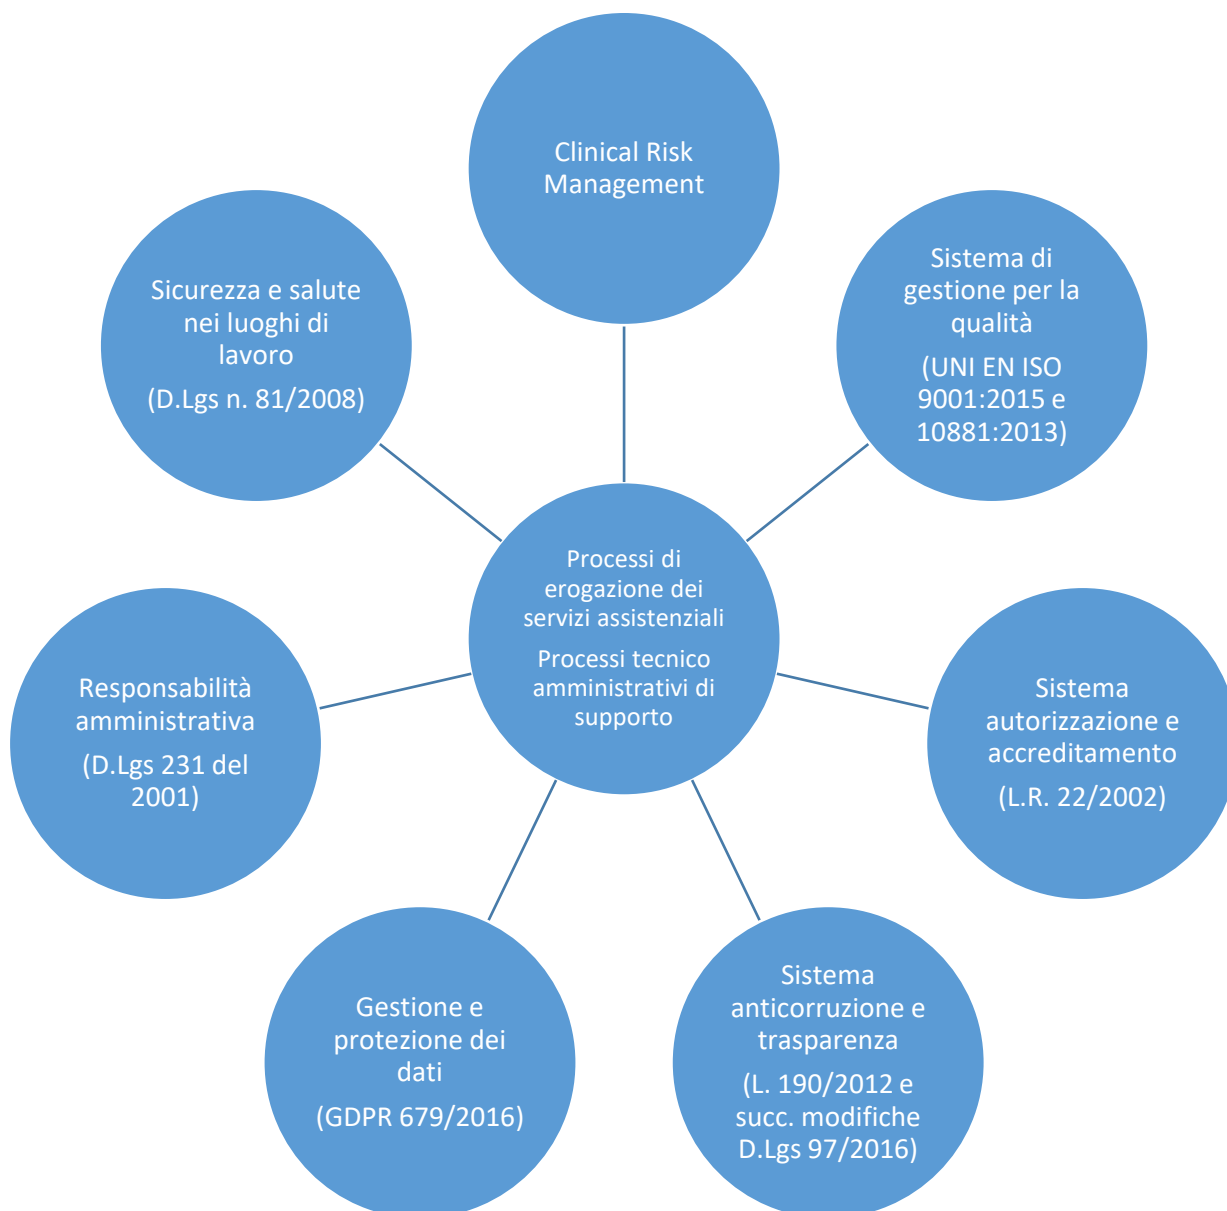 Clinical Risk
Management
Sistema di
gestione per la
qualità
(UNI EN ISO
9001:2015 e
10881:2013)
Sicurezza e salute
nei luoghi di
lavoro
(D.Lgs n. 81/2008)
Processi di
erogazione dei
servizi assistenziali
Processi tecnico
amministrativi di
supporto
Responsabilità
amministrativa
(D.Lgs 231 del
2001)
Sistema
autorizzazione e
accreditamento
(L.R. 22/2002)
Gestione e
protezione dei
dati
(GDPR 679/2016)
Sistema
anticorruzione e
trasparenza
(L. 190/2012 e
succ. modifiche
D.Lgs 97/2016)